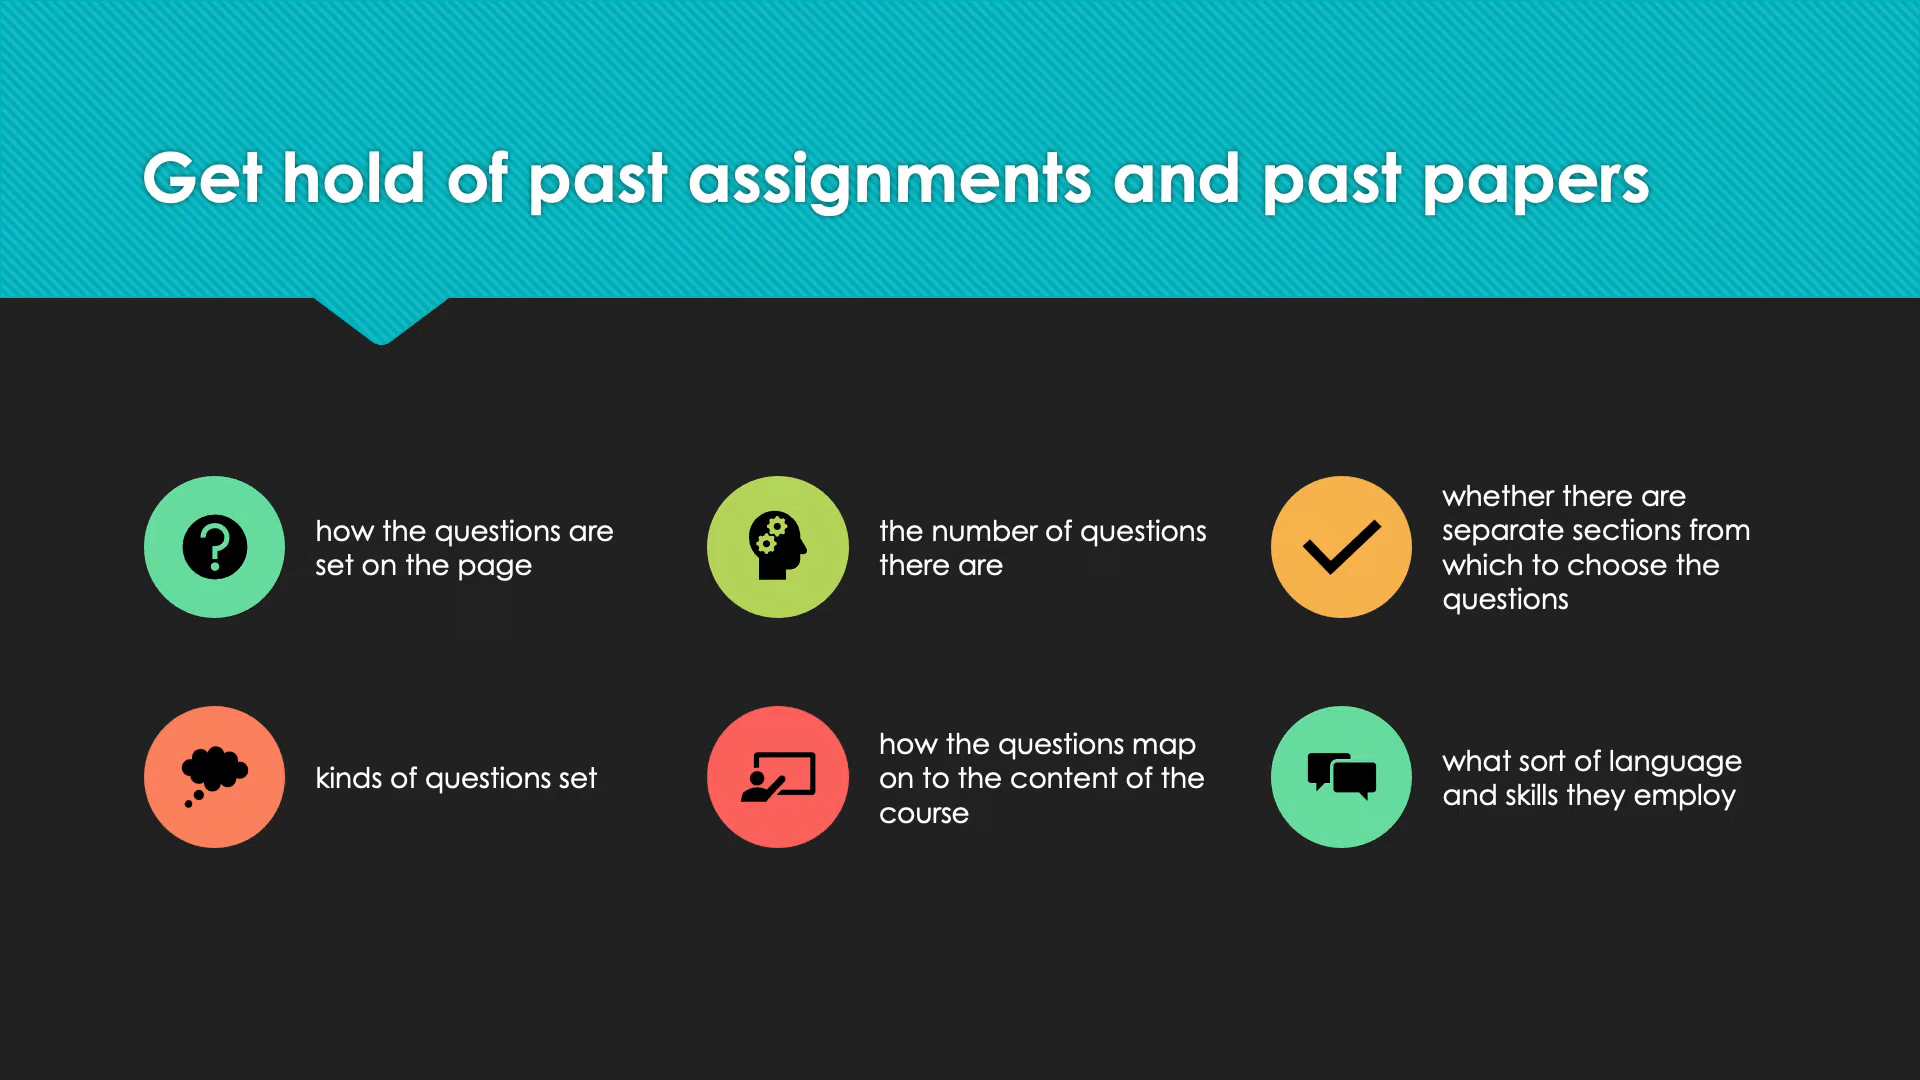 Get hold of past assignments and past papers
how the questions are
set on the page
the number of questions
there are
whether there are
separate sections from
which to choose the
questions
kinds of questions set
how the questions map
on to the content of the
course
what sort of language
and skills they employ